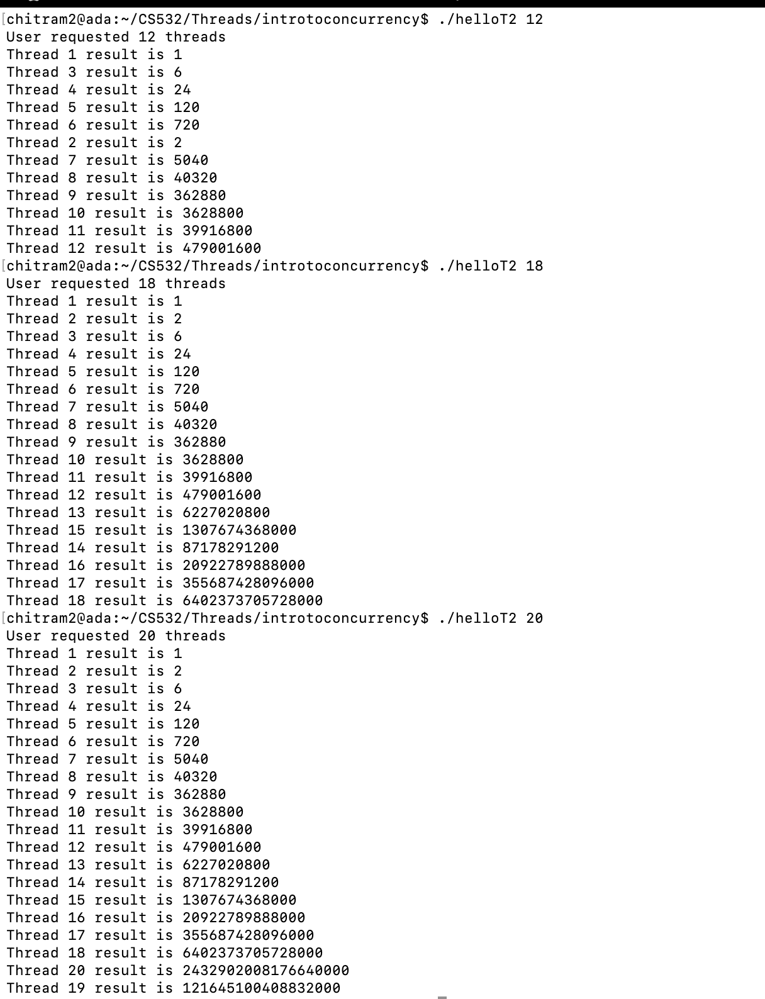 [chitram2@ada:~/CS532/Threads/introtoconcurrency$ ./helloT2 12
User requested 12 threads
Thread 1 result is 1
Thread 3 result is 6
Thread 4 result is 24
Thread 5 result is 120
Thread 6 result is 720
Thread 2 result is 2
Thread 7 result is 5040
Thread 8 result is 40320
Thread 9 result is 362880
Thread 10 result is 3628800
Thread 11 result is 39916800
Thread 12 result is 479001600
[chitram2@ada:~/CS532/Threads/introtoconcurrency$ ./helloT2 18
User requested 18 threads
Thread 1 result is 1
Thread 2 result is 2
Thread 3 result is 6
Thread 4 result is 24
Thread 5 result is 120
Thread 6 result is 720
Thread 7 result is 5040
Thread 8 result is 40320
Thread 9 result is 362880
Thread 10 result is 3628800
Thread 11 result is 39916800
Thread 12 result is 479001600
Thread 13 result is 6227020800
Thread 15 result is 1307674368000
Thread 14 result is 87178291200
Thread 16 result is 20922789888000
Thread 17 result is 355687428096000
Thread 18 result is 6402373705728000
[chitram2@ada:~/CS532/Threads/introtoconcurrency$ ./helloT2 20
User requested 20 threads
Thread 1 result is 1
Thread 2 result is 2
Thread 3 result is 6
Thread 4 result is 24
Thread 5 result is 120
Thread 6 result is 720
Thread 7 result is 5040
Thread 8 result is 40320
Thread 9 result is 362880
Thread 10 result is 3628800
Thread 11 result is 39916800
Thread 12 result is 479001600
Thread 13 result is 6227020800
Thread 14 result is 87178291200
Thread 15 result is 1307674368000
Thread 16 result is 20922789888000
Thread 17 result is 355687428096000
Thread 18 result is 6402373705728000
Thread 20 result is 2432902008176640000
Thread 19 result is 121645100408832000